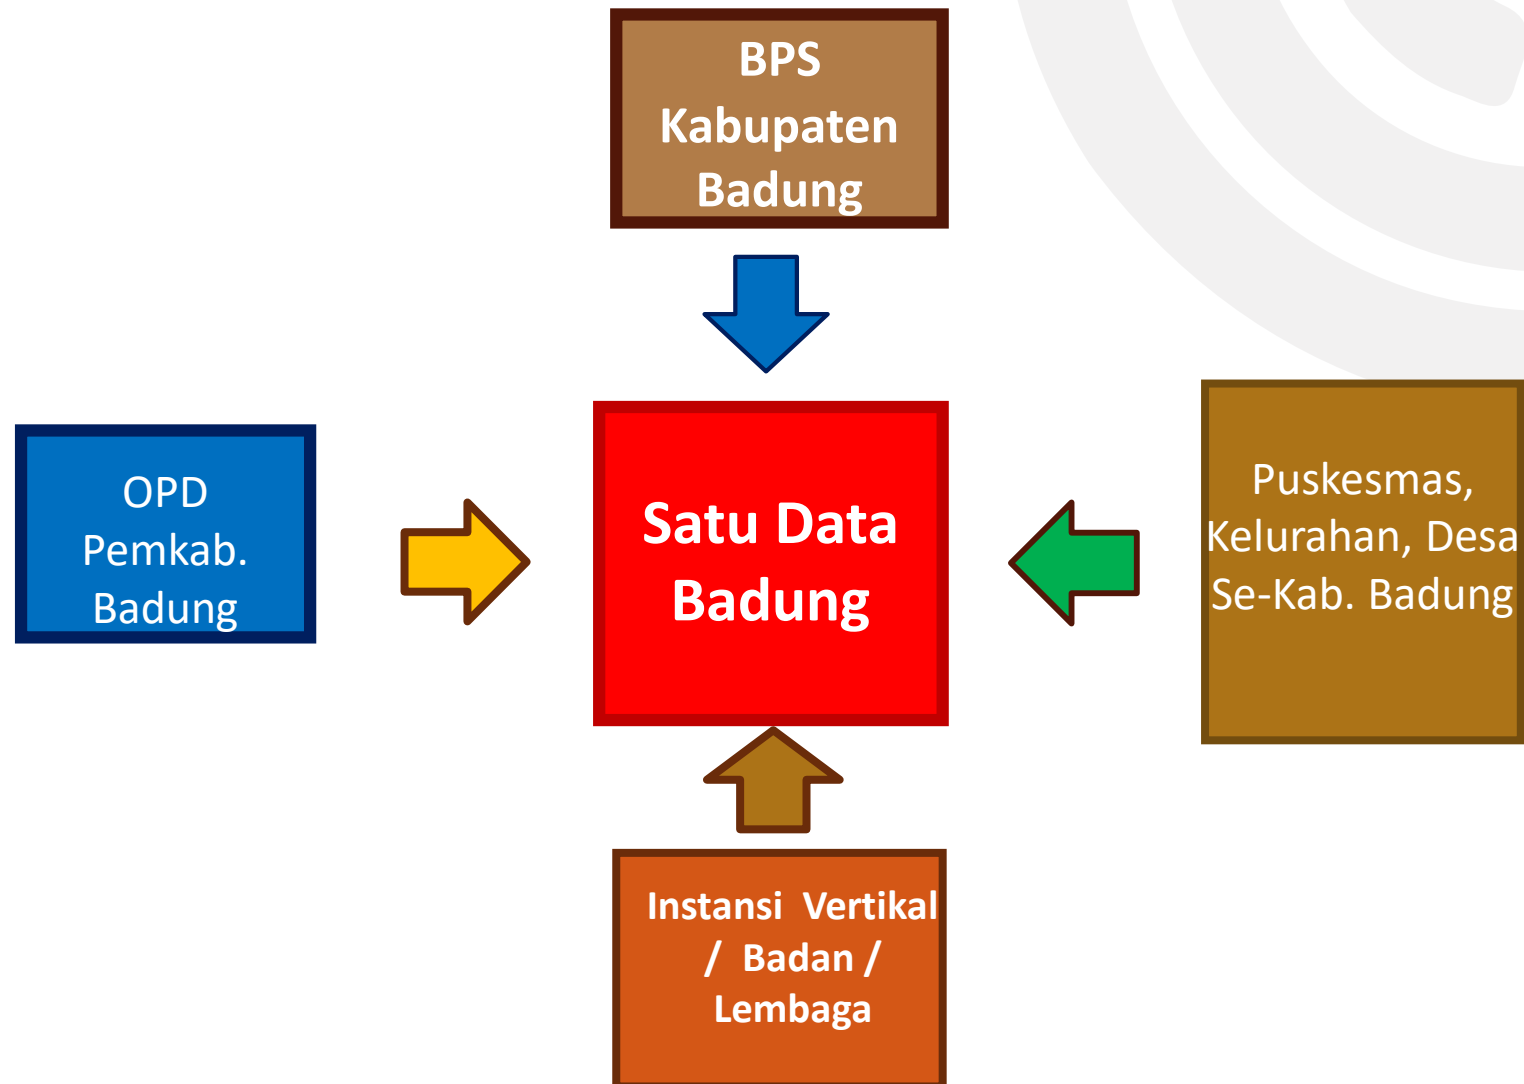 BPS
Kabupaten
Badung
OPD
Pemkab.
Badung
Satu Data
Badung
Puskesmas,
Kelurahan, Desa
Se-Kab. Badung
Instansi Vertikal
/ Badan /
Lembaga